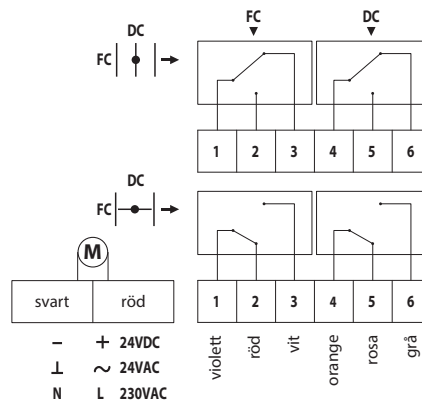 FC DC
DC
FC
1 2 3 4 5 6
DC
FC
M
svart röd
1 2 3 4 5 6
violett röd vit orange rosa grå
− + 24VDC
⊥ ~ 24VAC
N L 230VAC